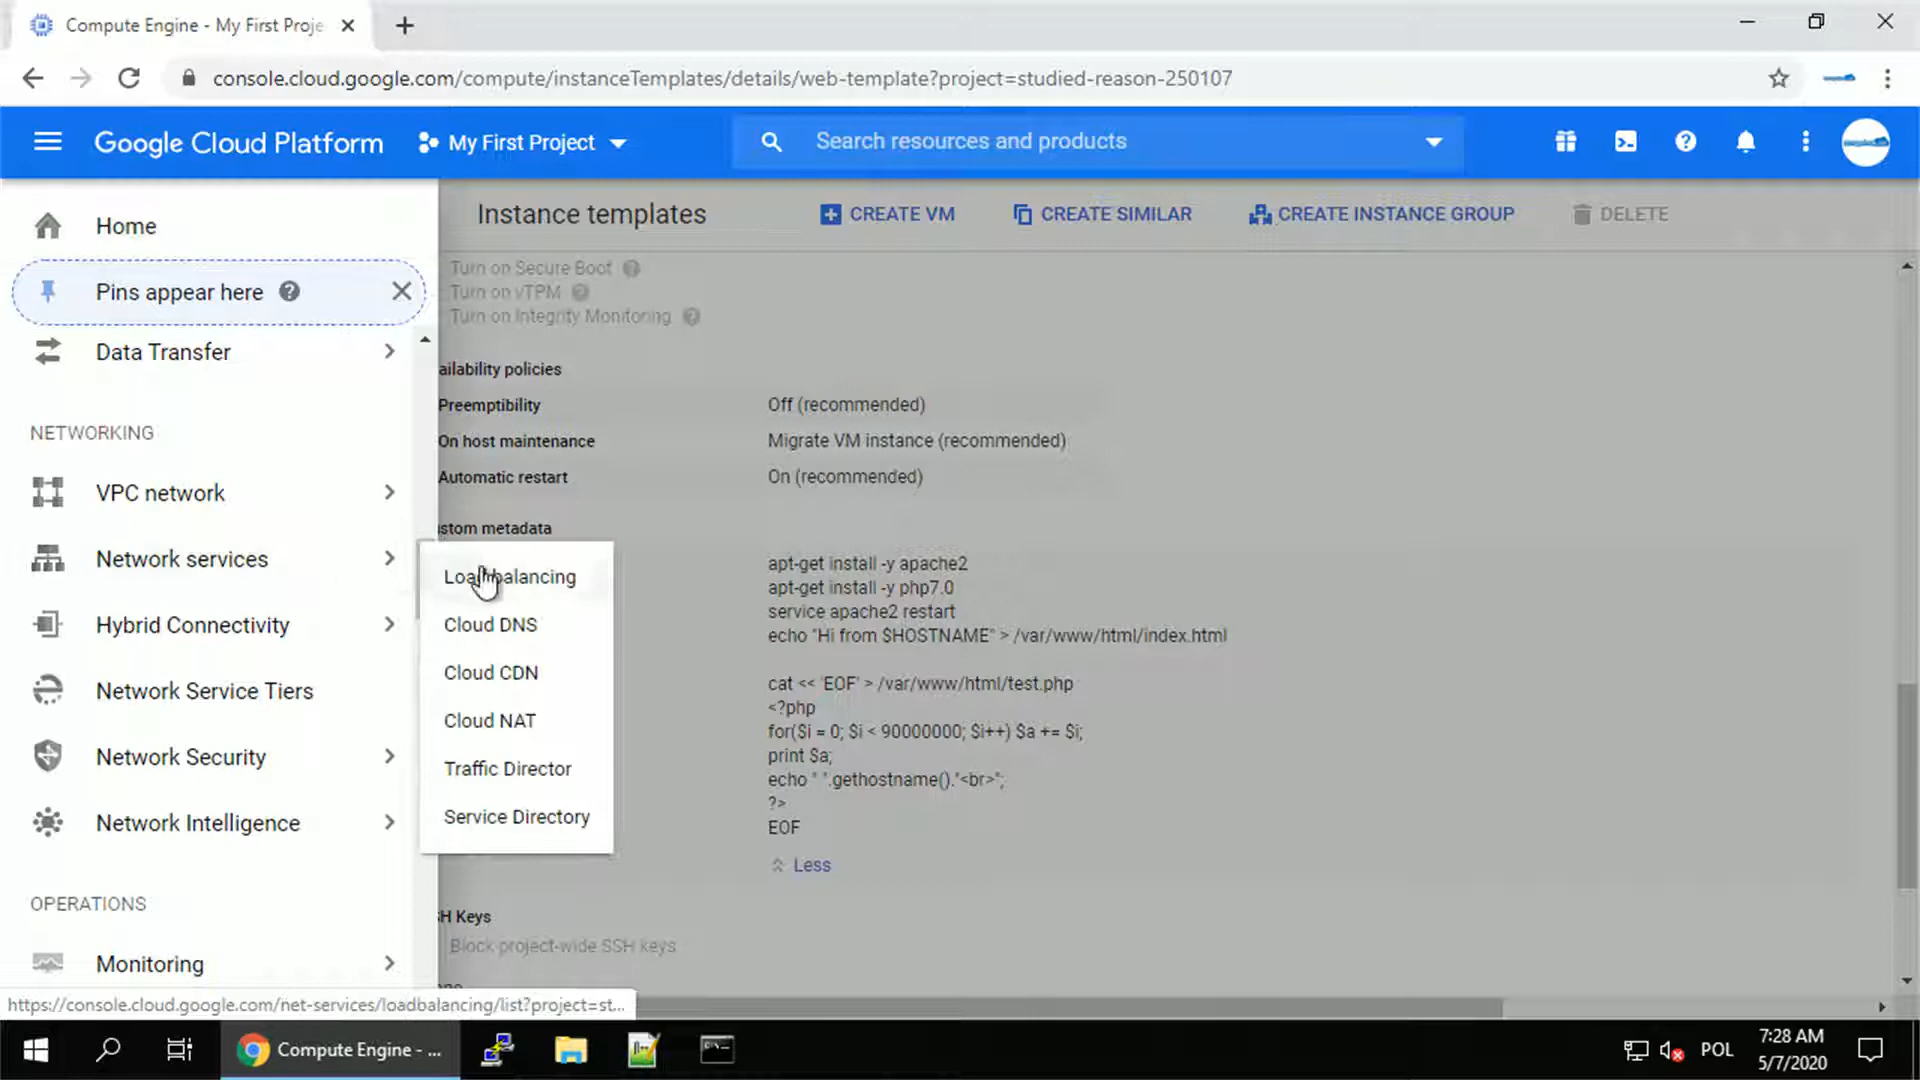 Compute Engine - My First Proje
console.cloud.google.com/compute/instanceTemplates/details/web-template?project=studied-reason-250107
Google Cloud Platform
My First Project
Search resources and products
Home
Pins appear here
Data Transfer
NETWORKING
VPC network
Network services
Hybrid Connectivity
Network Service Tiers
Network Security
Network Intelligence
OPERATIONS
Monitoring
Load balancing
Cloud DNS
Cloud CDN
Cloud NAT
Traffic Director
Service Directory
Instance templates
CREATE VM
CREATE SIMILAR
CREATE INSTANCE GROUP
DELETE
Turn on Secure Boot
Turn on vTPM
Turn on Integrity Monitoring
ailability policies
Preemptibility
Off (recommended)
On host maintenance
Migrate VM instance (recommended)
Automatic restart
On (recommended)
stom metadata
apt-get install -y apache2
apt-get install -y php7.0
service apache2 restart
echo "Hi from $HOSTNAME" > /var/www/html/index.html
cat << 'EOF' > /var/www/html/test.php
<?php
for($i = 0; $i < 90000000; $i++) $a += $i;
print $a;
echo " ".gethostname()."<br>";
?>
EOF
Less
H Keys
Block project-wide SSH keys
https://console.cloud.google.com/net-services/loadbalancing/list?project=st...
Compute Engine - ...
POL
7:28 AM
5/7/2020